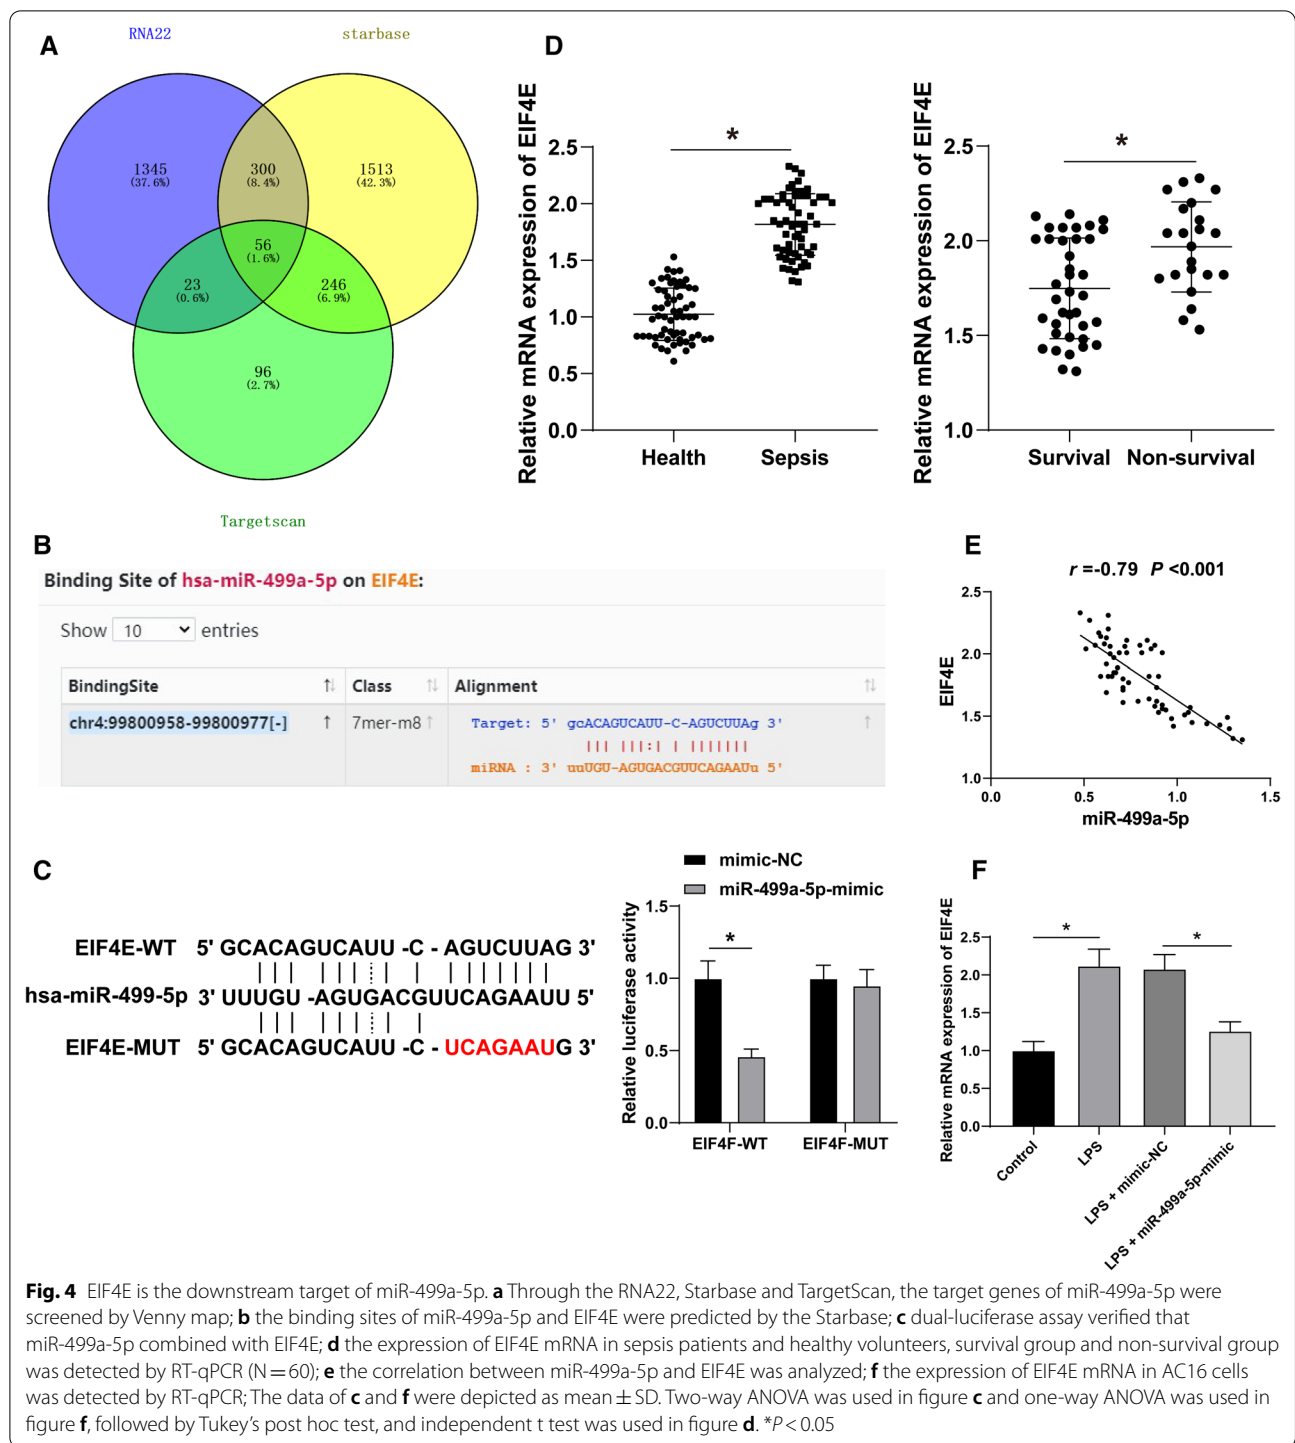 A
RNA22
starbase
1345
(37.6%)
300
(8.4%)
1513
(42.3%)
56
(1.6%)
23
(0.6%)
246
(6.9%)
96
(2.7%)
Targetscan
D
Relative mRNA expression of EIF4E
2.5
2.0
1.5
1.0
0.5
0.0
*
Health Sepsis
Relative mRNA expression of EIF4E
2.5
2.0
1.5
1.0
*
Survival Non-survival
B
Binding Site of hsa-miR-499a-5p on EIF4E:
Show 10 entries
BindingSite ↑↓ Class ↑↓ Alignment ↑↓
chr4:99800958-99800977[-] ↑ 7mer-m8 ↑ Target: 5' gcACAGUCAUU-C-AGUCUUAg 3' ↑
||| |||:| | |||||||
miRNA : 3' uuUGU-AGUGACGUUCAGAAUu 5'
E
r =-0.79 P <0.001
EIF4E
2.5
2.0
1.5
1.0
0.0 0.5 1.0 1.5
miR-499a-5p
C
EIF4E-WT 5' GCACAGUCAUU -C - AGUCUUAG 3'
hsa-miR-499-5p 3' UUUGU -AGUGACGUUCAGAAUU 5'
EIF4E-MUT 5' GCACAGUCAUU -C - UCAGAAUG 3'
mimic-NC
miR-499a-5p-mimic
Relative luciferase activity
1.5
1.0
0.5
0.0
*
EIF4F-WT EIF4F-MUT
F
Relative mRNA expression of EIF4E
2.5
2.0
1.5
1.0
0.5
0.0
* *
Control
LPS
LPS + mimic-NC
LPS + miR-499a-5p-mimic
Fig. 4 EIF4E is the downstream target of miR-499a-5p. a Through the RNA22, Starbase and TargetScan, the target genes of miR-499a-5p were
screened by Venny map; b the binding sites of miR-499a-5p and EIF4E were predicted by the Starbase; c dual-luciferase assay verified that
miR-499a-5p combined with EIF4E; d the expression of EIF4E mRNA in sepsis patients and healthy volunteers, survival group and non-survival group
was detected by RT-qPCR (N = 60); e the correlation between miR-499a-5p and EIF4E was analyzed; f the expression of EIF4E mRNA in AC16 cells
was detected by RT-qPCR; The data of c and f were depicted as mean ± SD. Two-way ANOVA was used in figure c and one-way ANOVA was used in
figure f, followed by Tukey's post hoc test, and independent t test was used in figure d. *P < 0.05